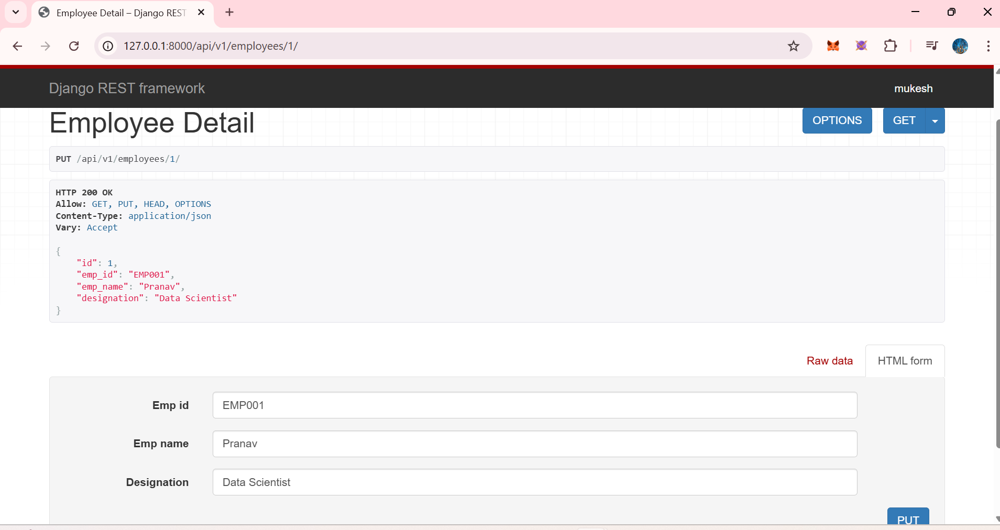 Employee Detail – Django REST
127.0.0.1:8000/api/v1/employees/1/
Django REST framework
mukesh
Employee Detail
OPTIONS
GET
PUT /api/v1/employees/1/
HTTP 200 OK
Allow: GET, PUT, HEAD, OPTIONS
Content-Type: application/json
Vary: Accept
{
"id": 1,
"emp_id": "EMP001",
"emp_name": "Pranav",
"designation": "Data Scientist"
}
Raw data
HTML form
Emp id
EMP001
Emp name
Pranav
Designation
Data Scientist
PUT